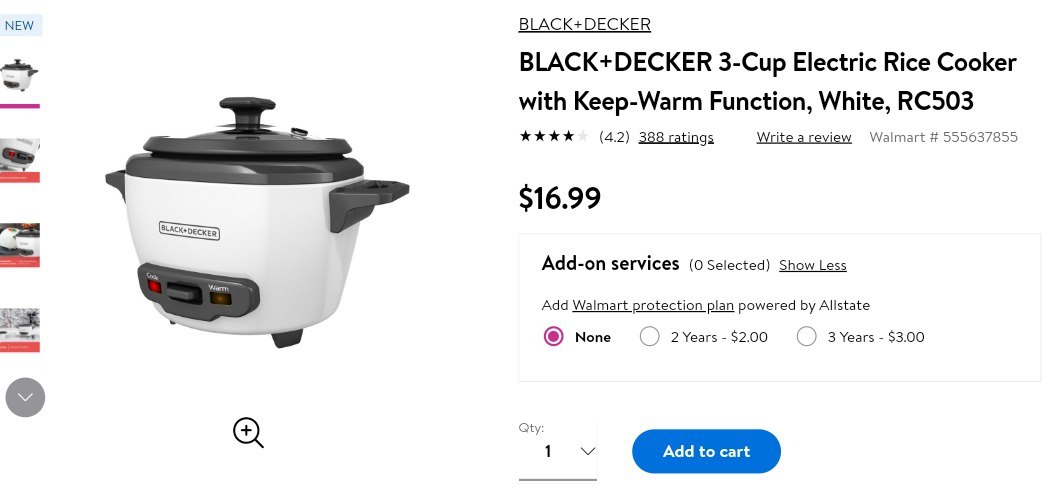 NEW
BLACK+DECKER
BLACK+DECKER 3-Cup Electric Rice Cooker
with Keep-Warm Function, White, RC503
(4.2) 388 ratings Write a review Walmart # 555637855
$16.99
BLACK+DECKER
Cook
Warm
Add-on services (0 Selected) Show Less
Add Walmart protection plan powered by Allstate
None 2 Years - $2.00 3 Years - $3.00
Qty:
1
Add to cart